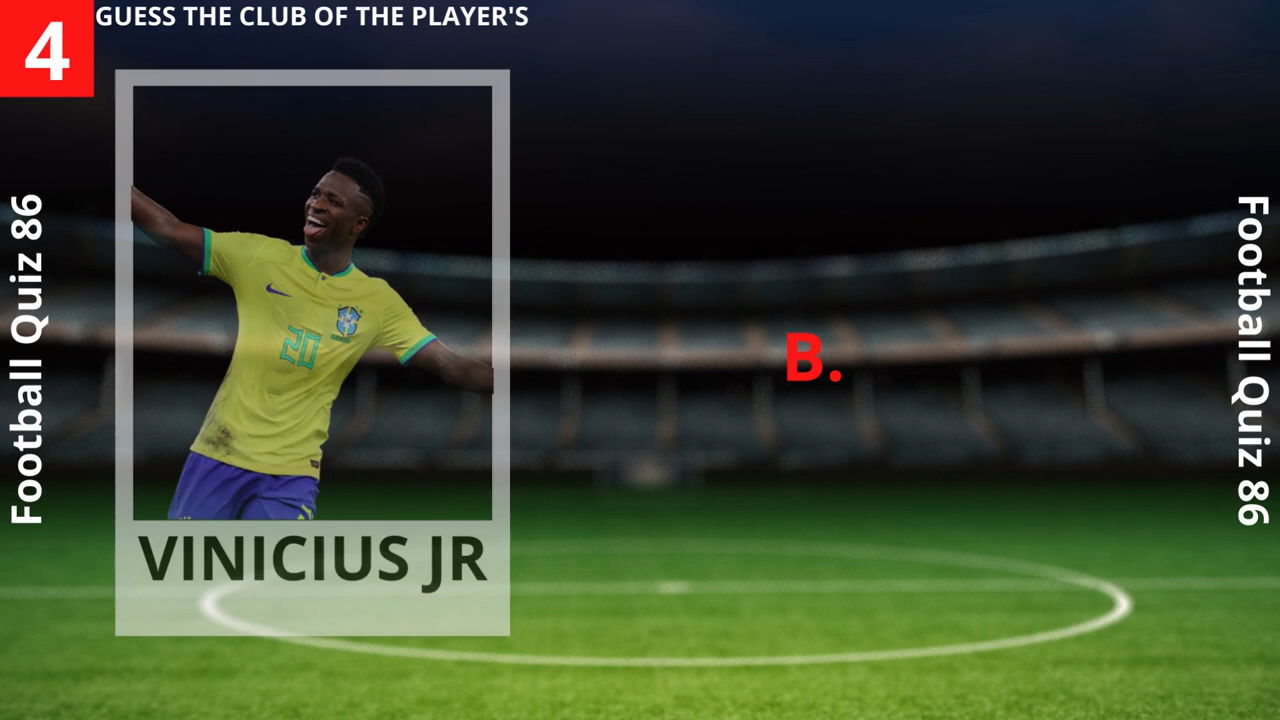 4
GUESS THE CLUB OF THE PLAYER'S
Football Quiz 86
20
B.
VINICIUS JR
Football Quiz 86